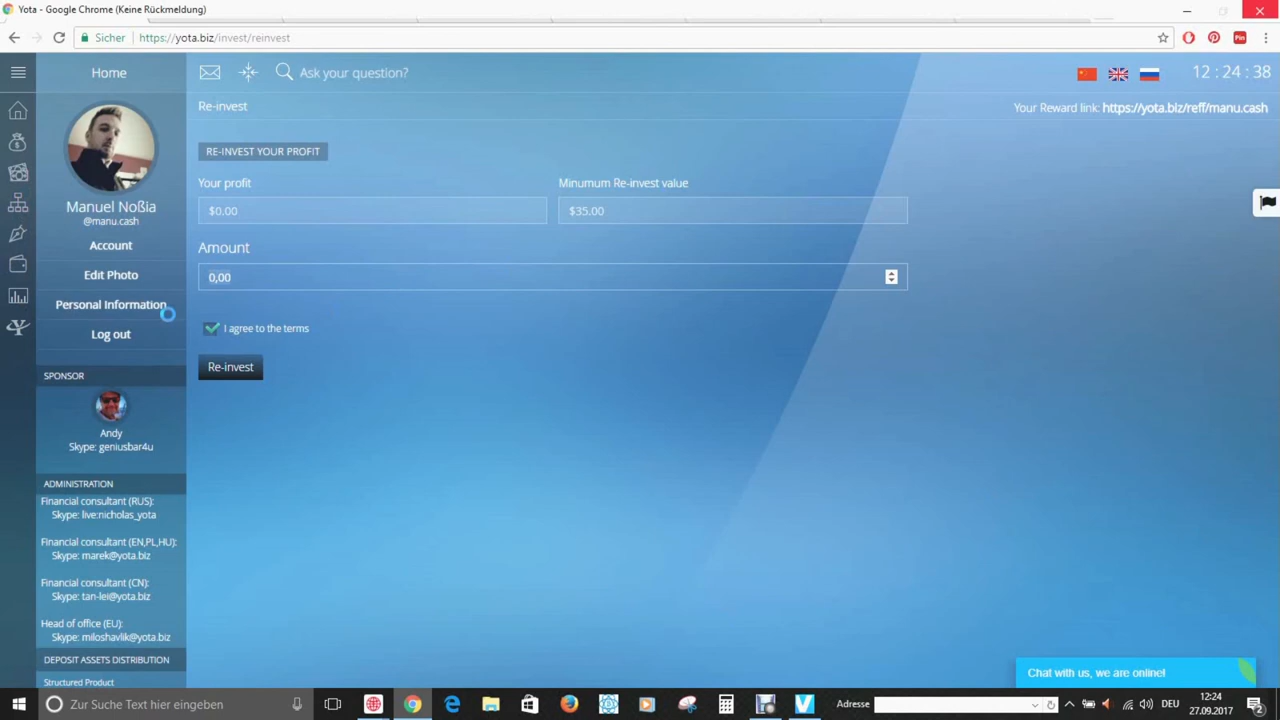 Yota - Google Chrome (Keine Rückmeldung)
Sicher https://yota.biz/invest/reinvest
Home
Ask your question?
12 : 24 : 38
Re-invest
Your Reward link: https://yota.biz/reff/manu.cash
RE-INVEST YOUR PROFIT
Your profit
Minumum Re-invest value
$0.00
$35.00
Amount
0,00
I agree to the terms
Re-invest
Manuel Noßia
@manu.cash
Account
Edit Photo
Personal Information
Log out
SPONSOR
Andy
Skype: geniusbar4u
ADMINISTRATION
Financial consultant (RUS):
Skype: live:nicholas_yota
Financial consultant (EN,PL,HU):
Skype: marek@yota.biz
Financial consultant (CN):
Skype: tan-lei@yota.biz
Head of office (EU):
Skype: miloshavlik@yota.biz
DEPOSIT ASSETS DISTRIBUTION
Structured Product
Chat with us, we are online!
Zur Suche Text hier eingeben
Adresse
DEU
12:24
27.09.2017
2
Pin